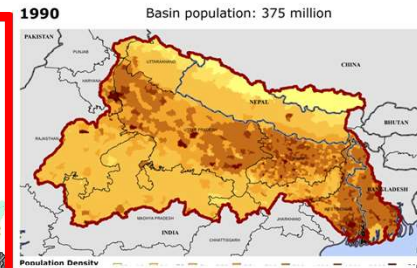 1990 Basin population: 375 million
PAKISTAN
CHINA
PUNJAB
UTTARAKHAND
HARYANA
NEPAL
BHUTAN
RAJASTHAN
UTTAR PRADESH
BANGLADESH
MADHYA PRADESH
JHARKHAND
INDIA
CHHATTISGARH
Population Density